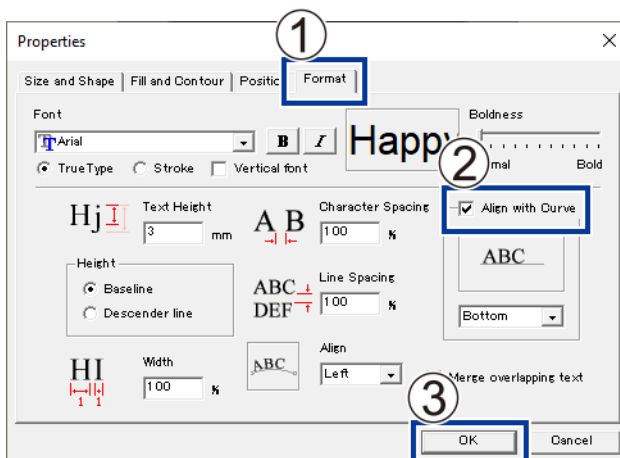 1
Properties
Size and Shape Fill and Contour Positic Format
Font
Arial B I
TrueType Stroke Vertical font
Happy
Boldness
mal Bold
2
Align with Curve
Hj Text Height
3 mm
A B Character Spacing
100 %
ABC
Bottom
Height
Baseline
Descender line
ABC
DEF Line Spacing
100 %
HI
1 1
Width
100 %
ABC
Align
Left
Merge overlapping text
3
OK Cancel